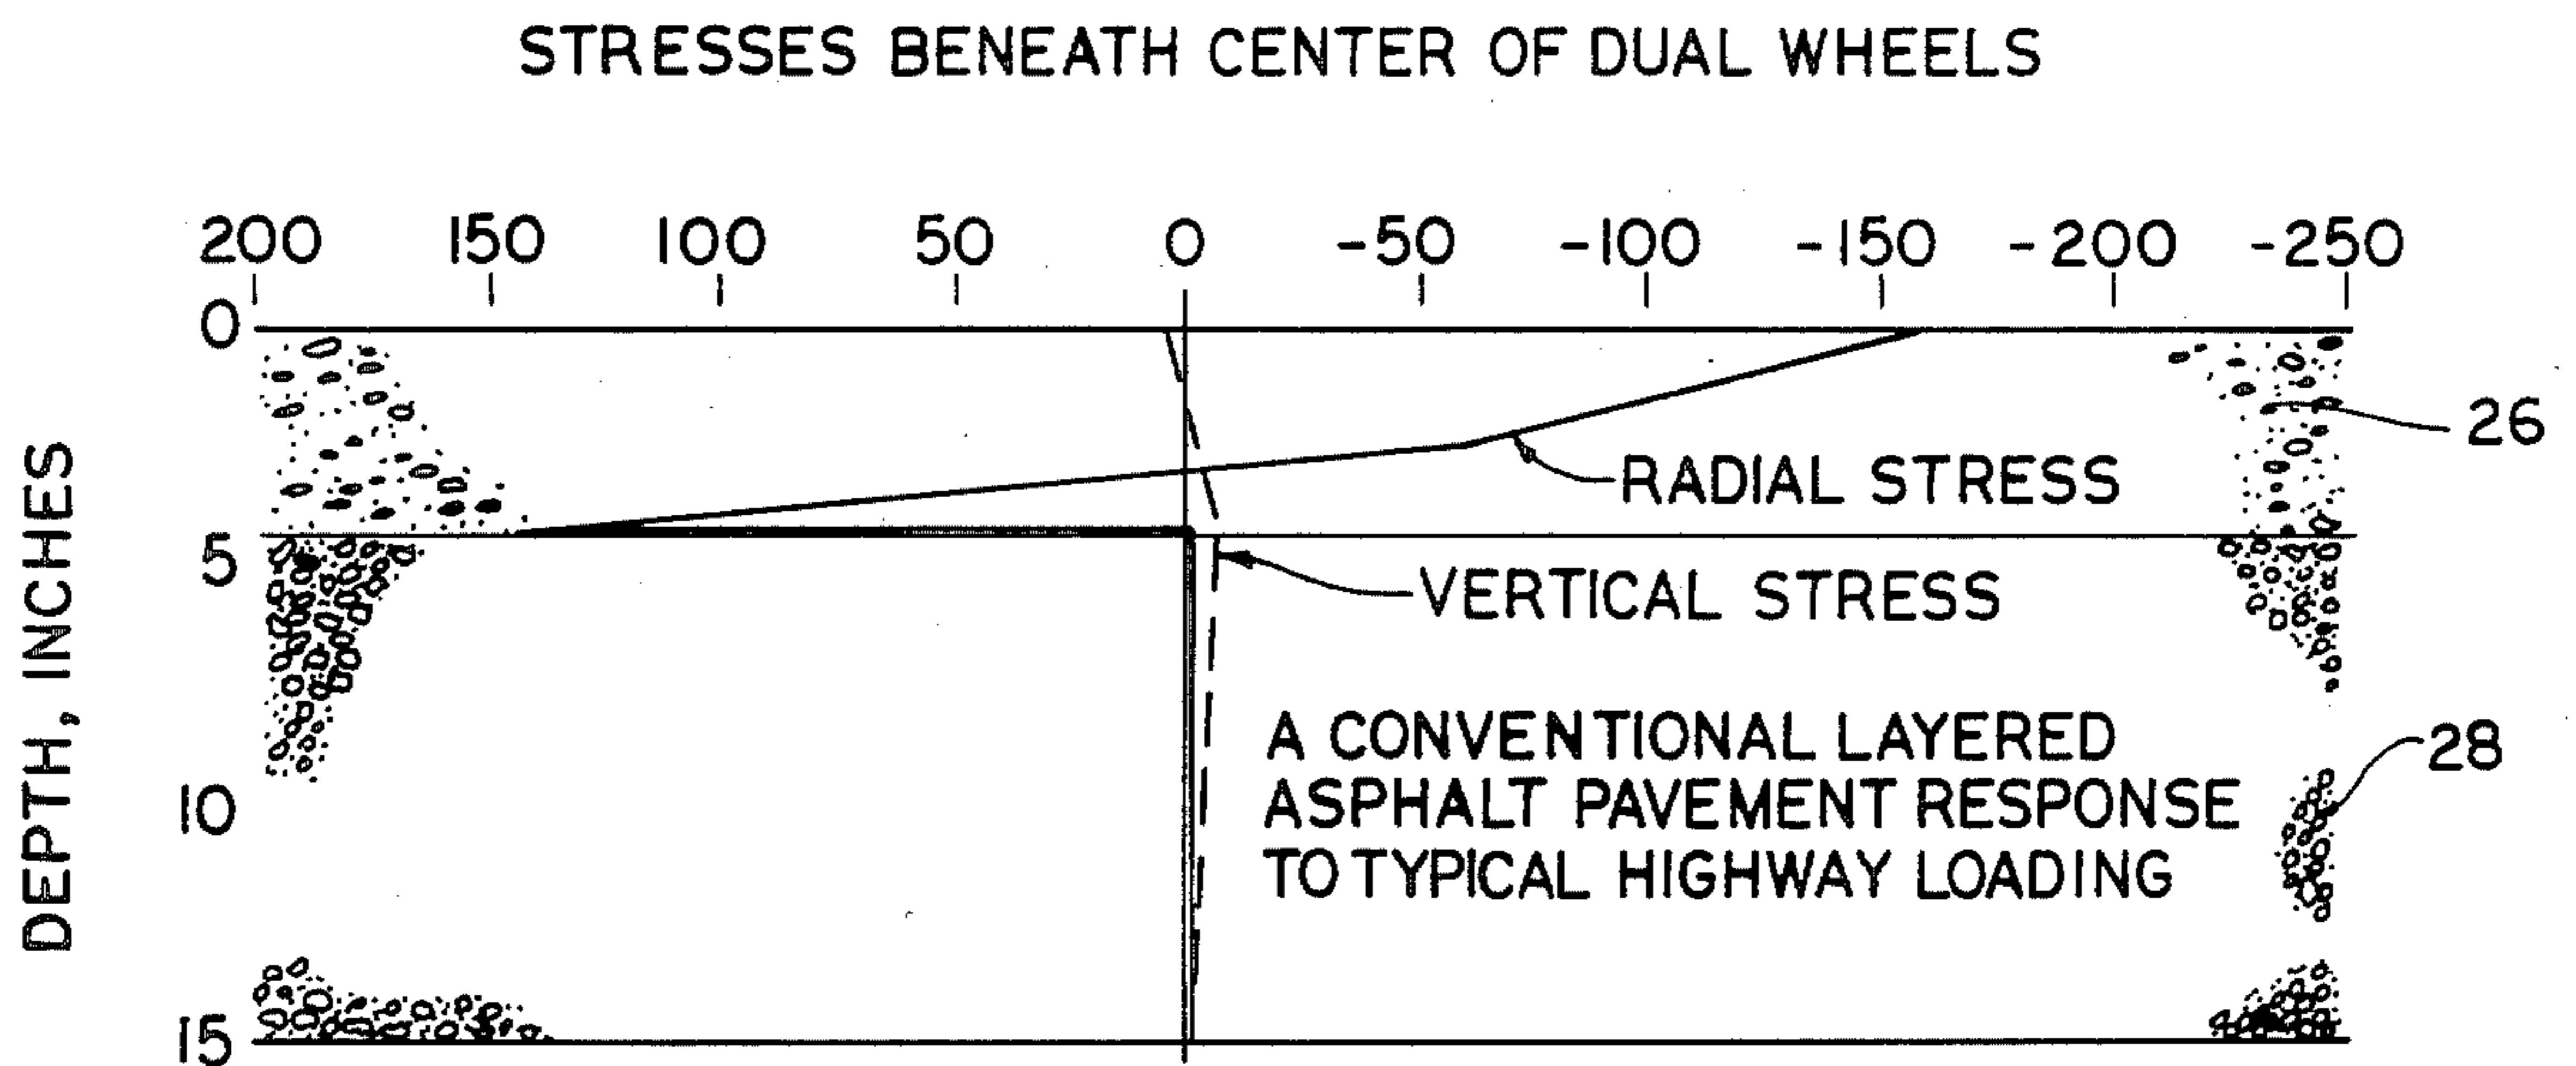 STRESSES BENEATH CENTER OF DUAL WHEELS
200 150 100 50 0 -50 -100 -150 -200 -250
0
26
RADIAL STRESS
5
VERTICAL STRESS
DEPTH, INCHES
A CONVENTIONAL LAYERED
28
ASPHALT PAVEMENT RESPONSE
10
TO TYPICAL HIGHWAY LOADING
15